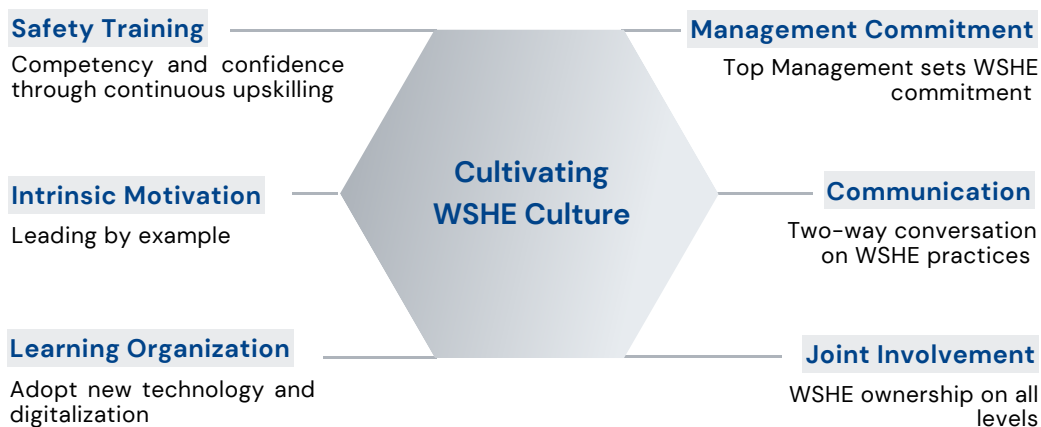 Safety Training
Competency and confidence
through continuous upskilling
Management Commitment
Top Management sets WSHE
commitment
Intrinsic Motivation
Leading by example
Cultivating
WSHE Culture
Communication
Two-way conversation
on WSHE practices
Learning Organization
Adopt new technology and
digitalization
Joint Involvement
WSHE ownership on all
levels